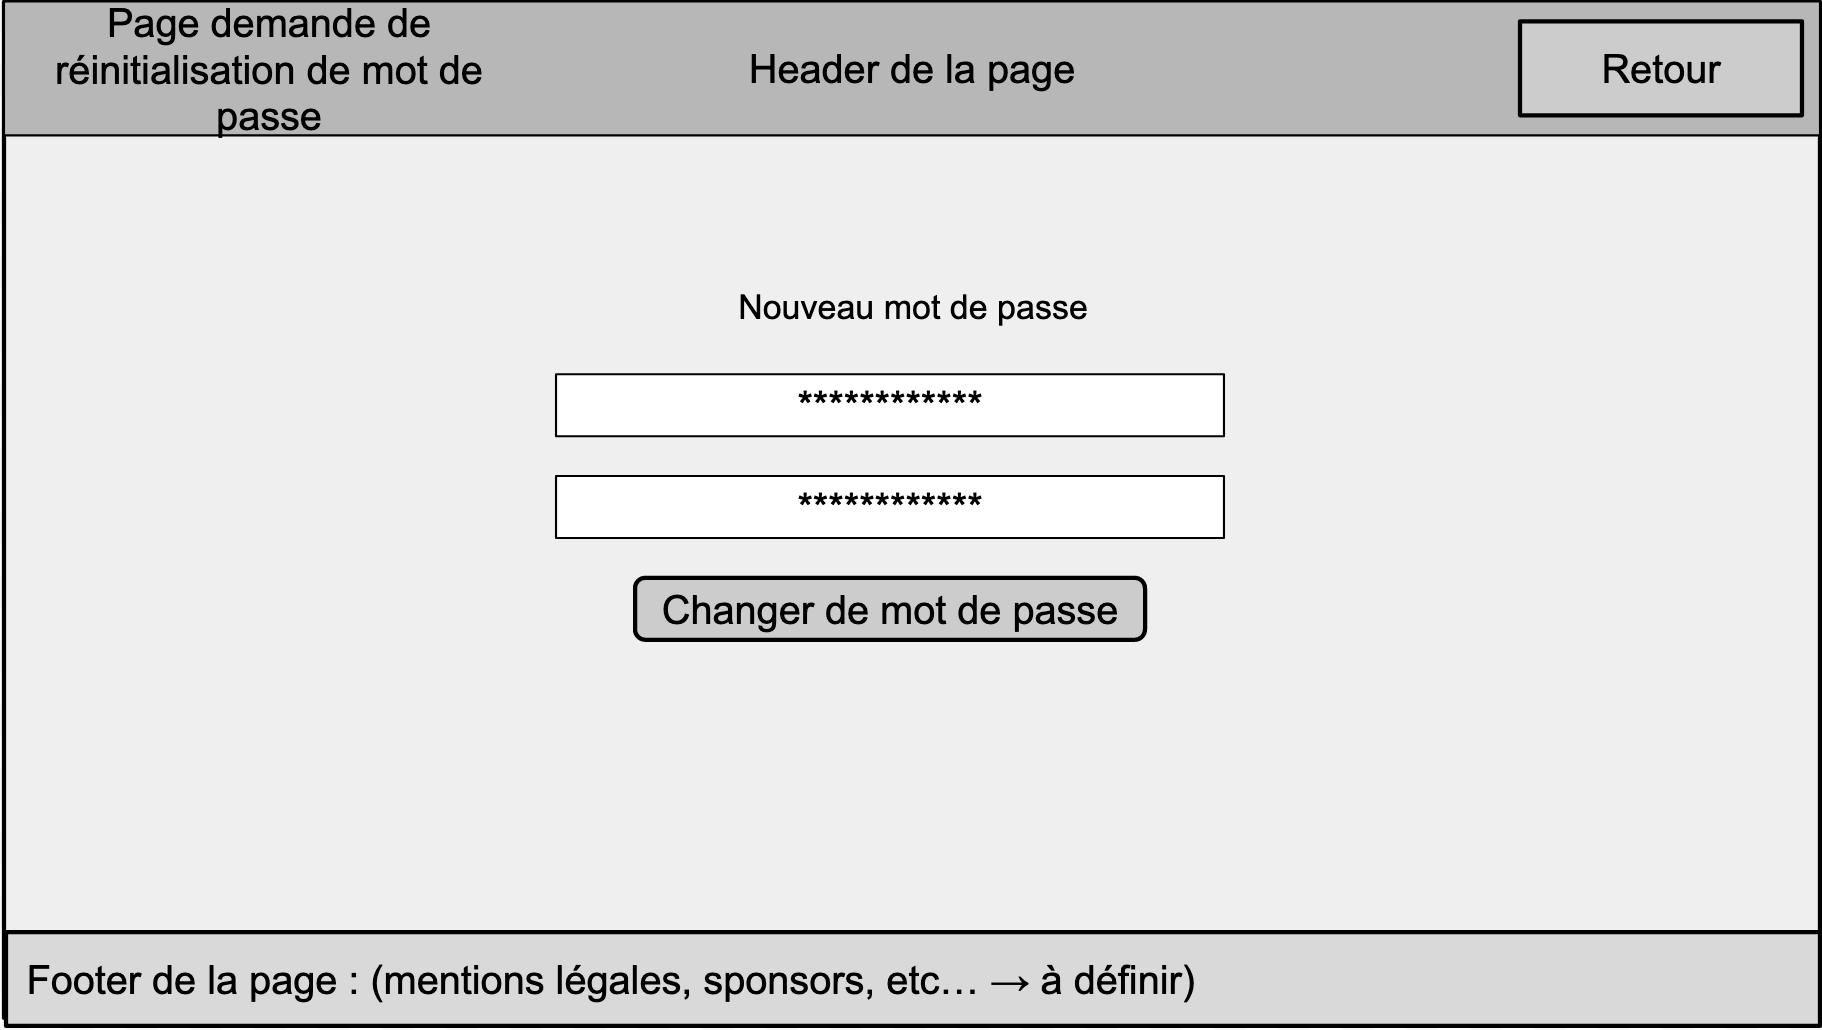 Page demande de
réinitialisation de mot de
passe
Header de la page
Retour
Nouveau mot de passe
************
************
Changer de mot de passe
Footer de la page : (mentions légales, sponsors, etc… → à définir)